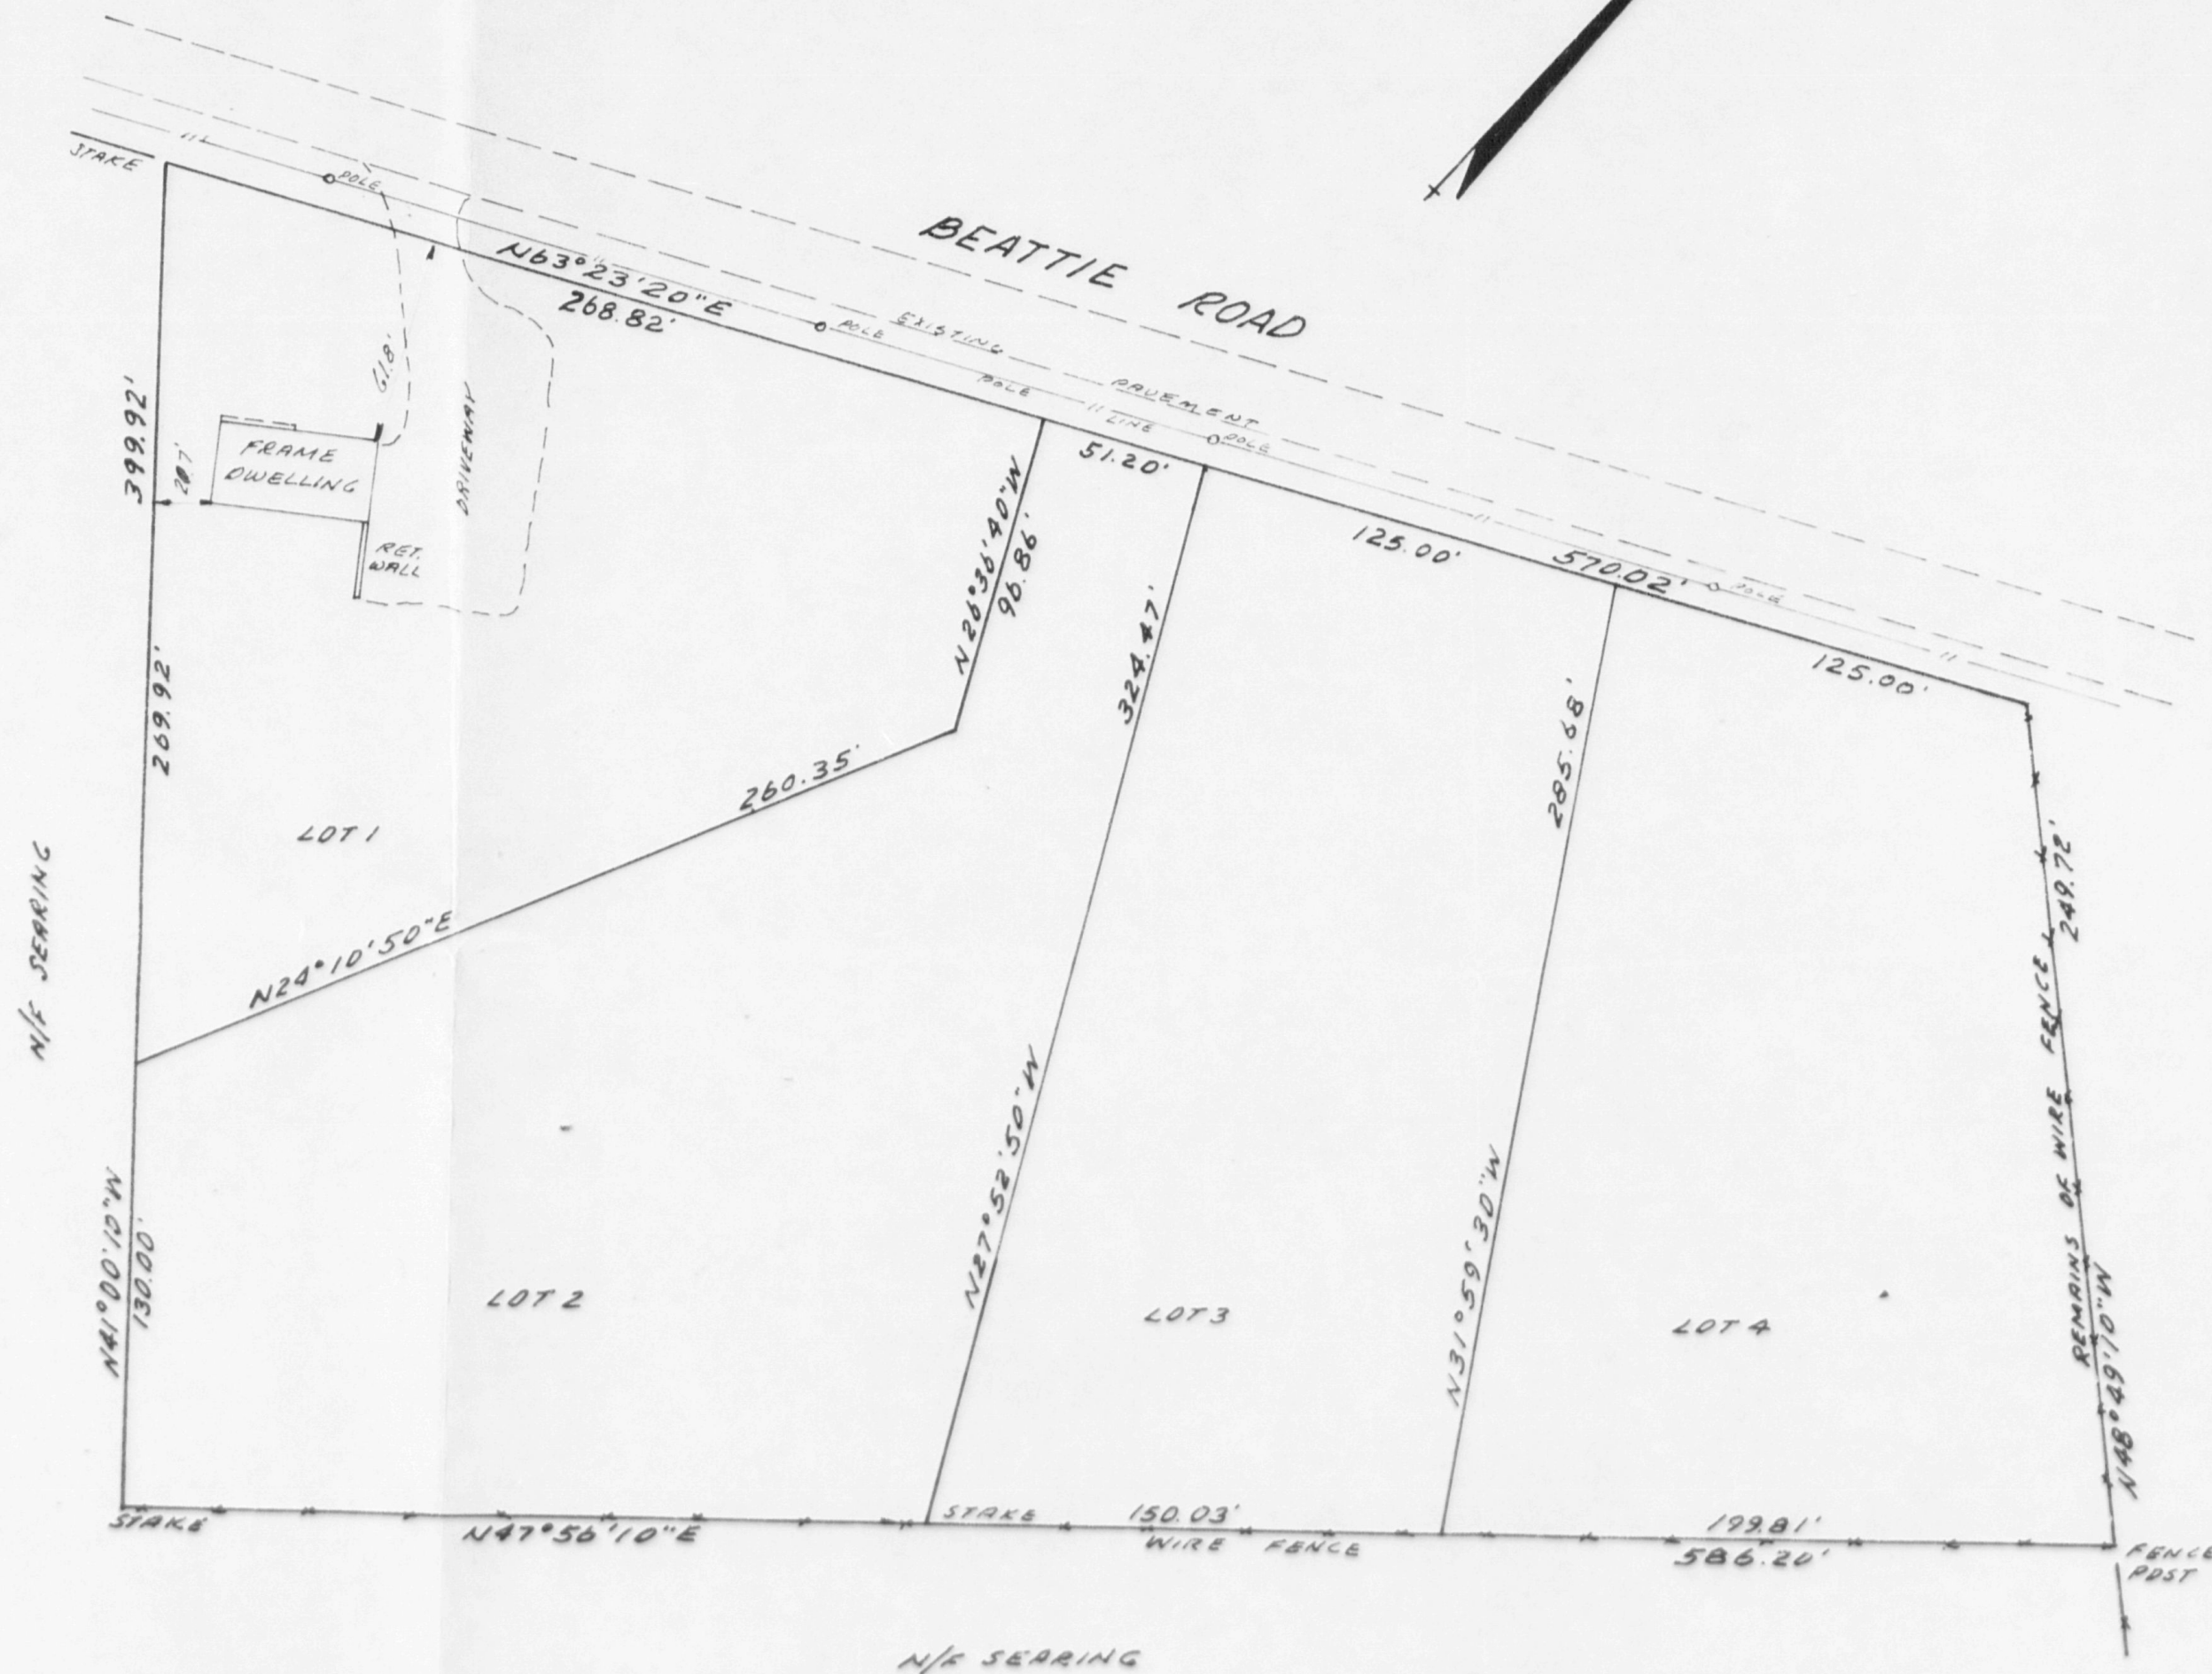 STAKE
POLE
BEATTIE ROAD
N63°23'20"E
268.82'
POLE
EXISTING
PAVEMENT
POLE
LINE
POLE
51.20'
125.00'
570.02'
POLE
125.00'
399.92'
61.8'
FRAME
DWELLING
DRIVEWAY
RET.
WALL
269.92'
N26°36'40"W
96.86'
324.47'
285.68'
249.72'
260.35'
LOT 1
N24°10'50"E
N/F SEARING
REMAINS OF WIRE FENCE
N41°00'10"W
130.00'
N27°52'50"W
N31°59'30"W
N48°49'10"W
LOT 2
LOT 3
LOT 4
STAKE
N47°56'10"E
STAKE
150.03'
WIRE FENCE
199.81'
586.20'
FENCE
POST
N/F SEARING